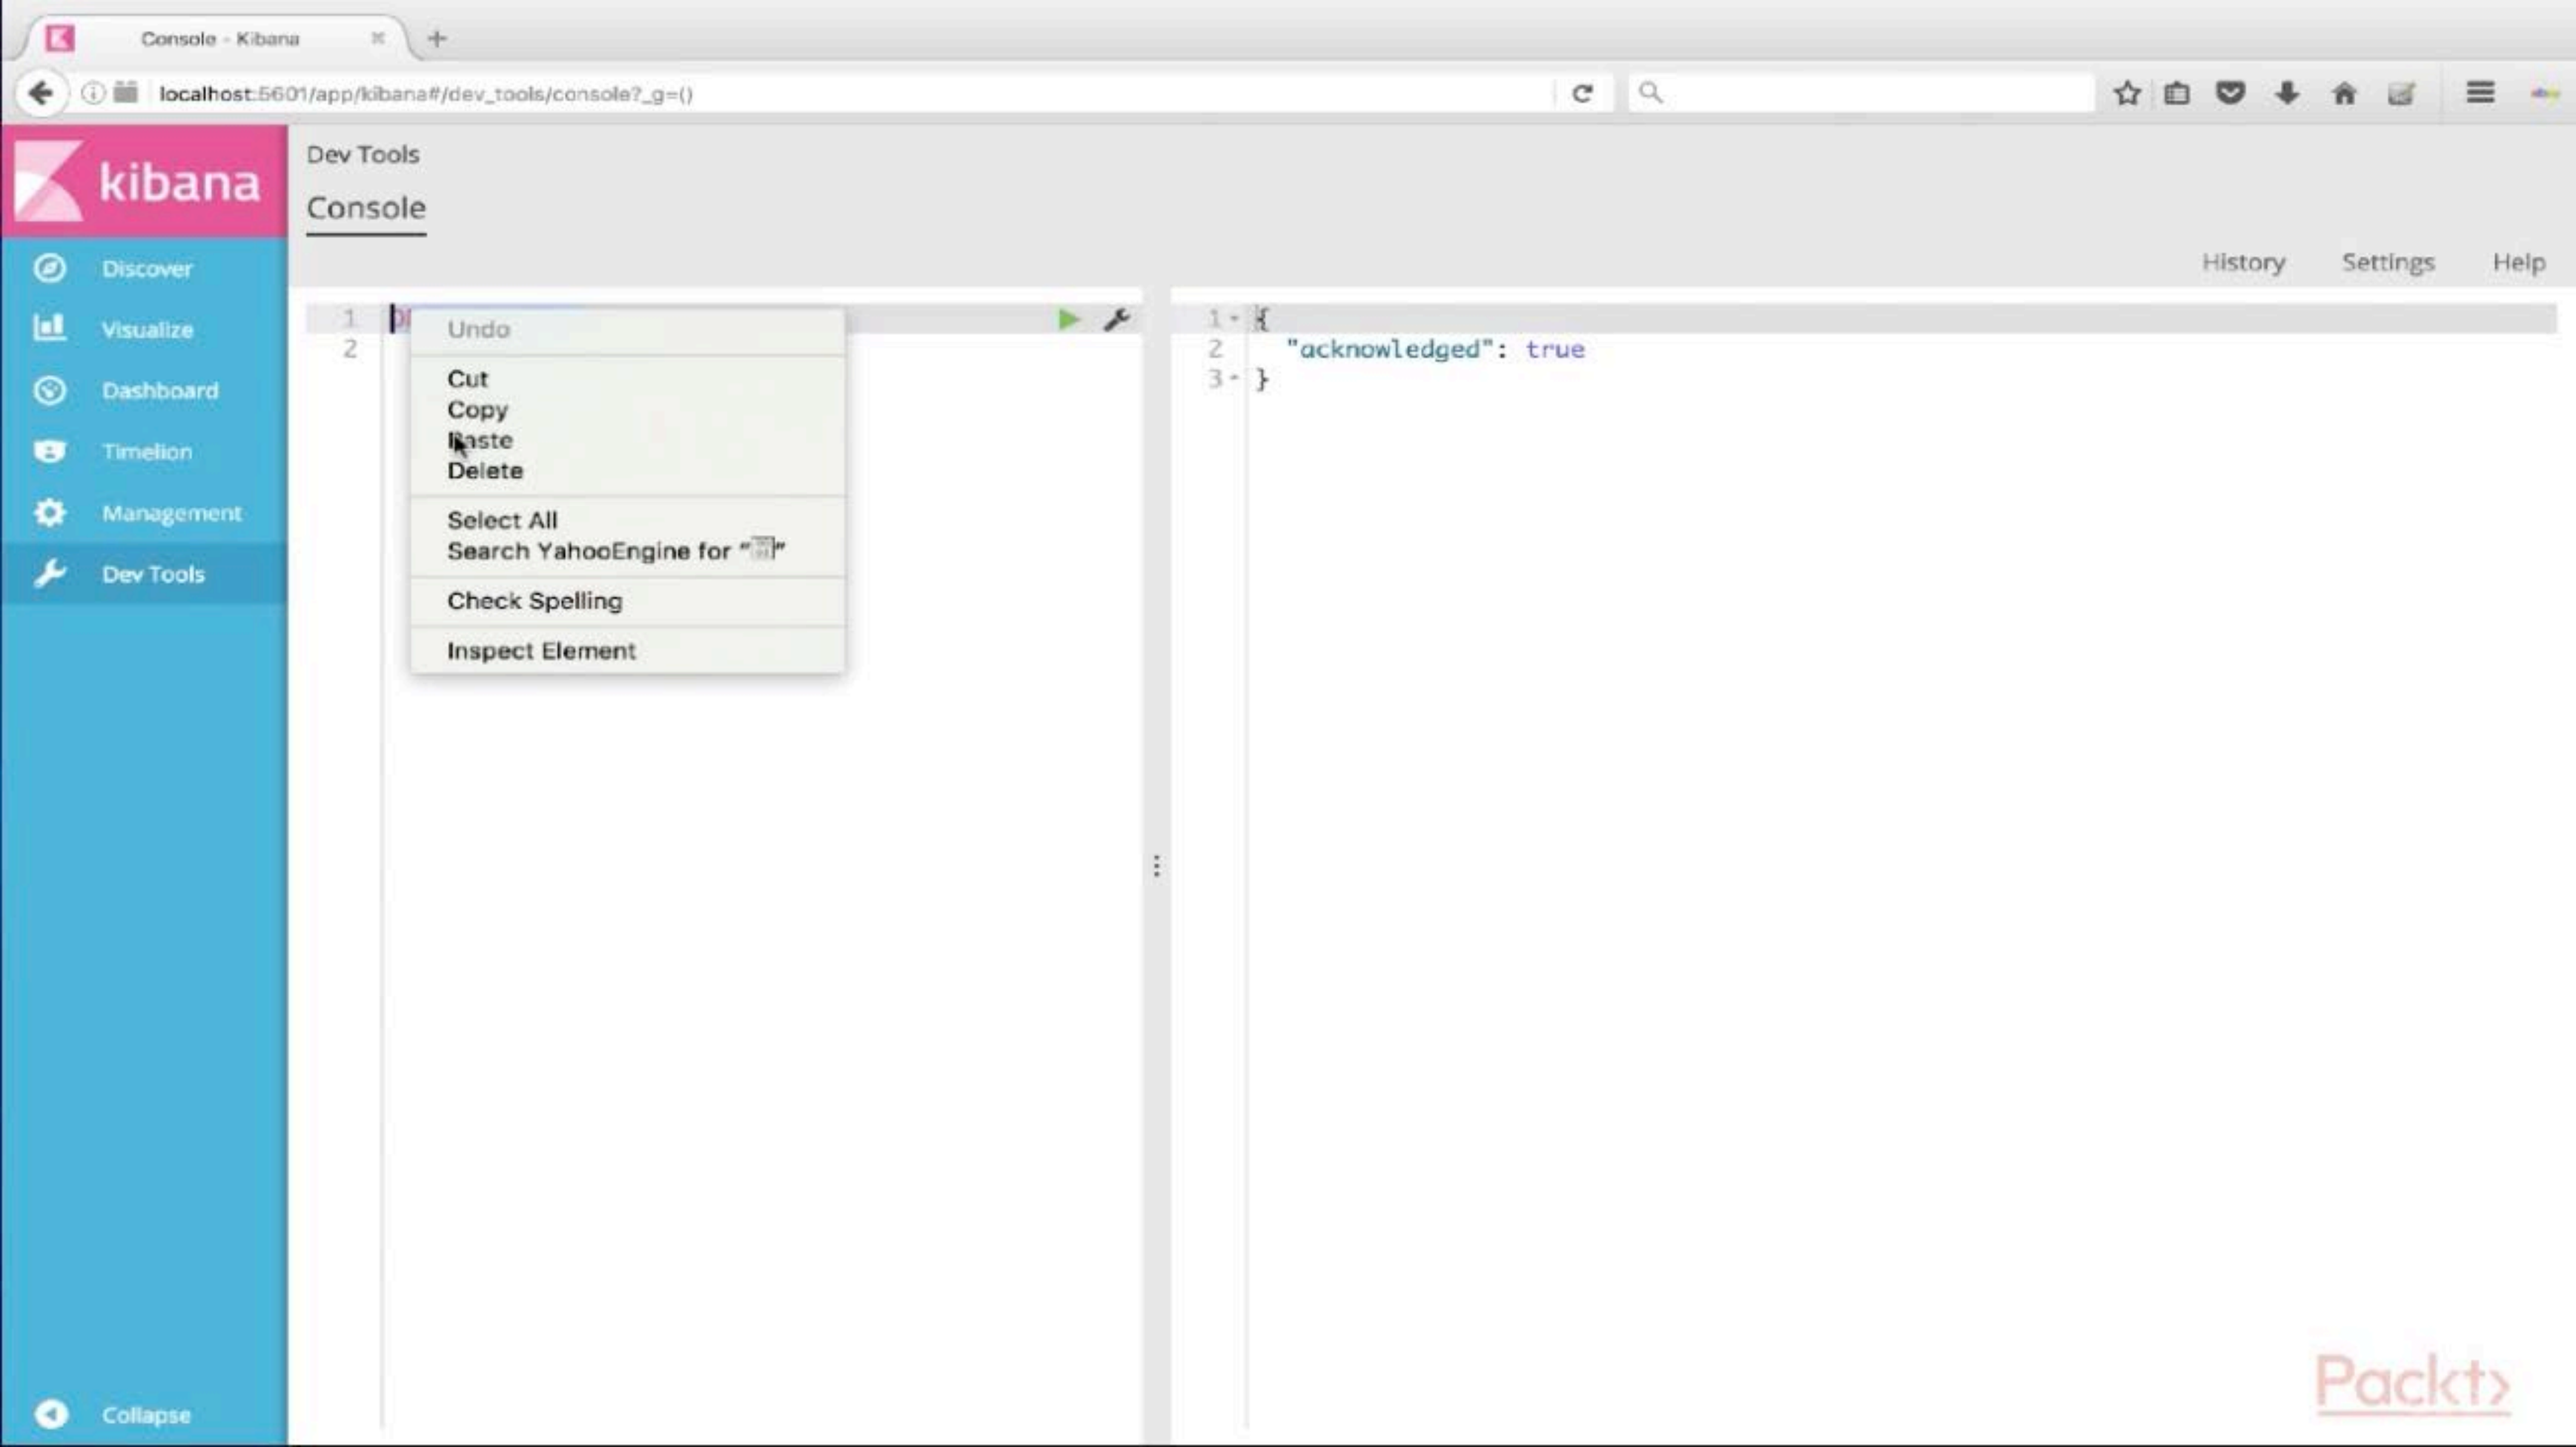 Console - Kibana
localhost:5601/app/kibana#/dev_tools/console?_g=()
kibana
Discover
Visualize
Dashboard
Timelion
Management
Dev Tools
Collapse
Dev Tools
Console
History Settings Help
1
2
Undo
Cut
Copy
Paste
Delete
Select All
Search YahooEngine for “ ”
Check Spelling
Inspect Element
1 {
2 "acknowledged": true
3 }
Packt>